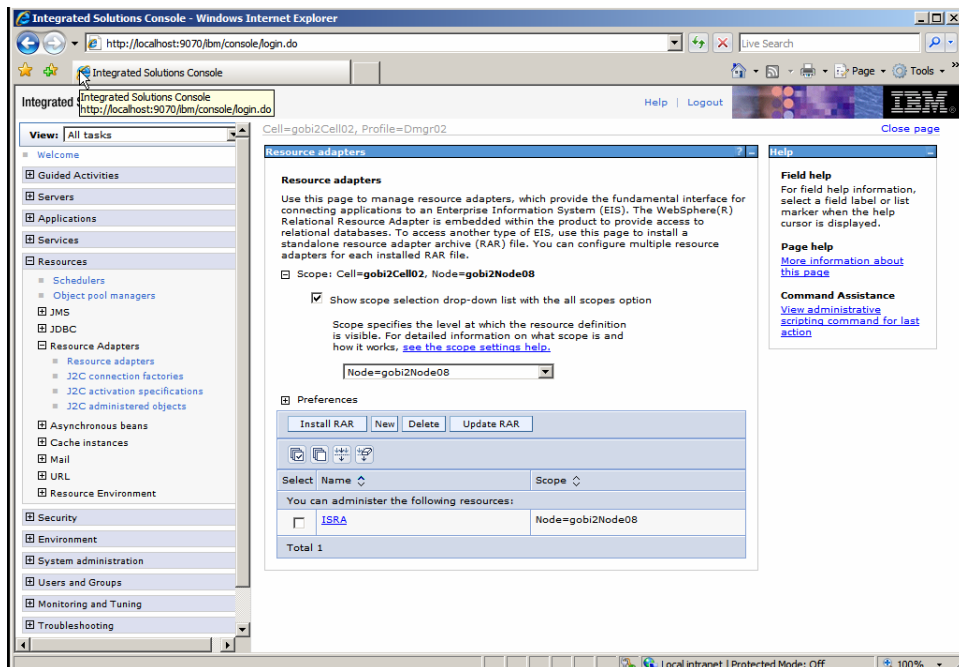 Integrated Solutions Console - Windows Internet Explorer
http://localhost:9070/ibm/console/login.do
Live Search
Integrated Solutions Console
Page
Tools
Integrated Solutions Console
http://localhost:9070/ibm/console/login.do
Integrated
Help | Logout
IBM.
View: All tasks
Cell=gobi2Cell02, Profile=Dmgr02
Close page
Welcome
Guided Activities
Servers
Applications
Services
Resources
Schedulers
Object pool managers
JMS
JDBC
Resource Adapters
Resource adapters
J2C connection factories
J2C activation specifications
J2C administered objects
Asynchronous beans
Cache instances
Mail
URL
Resource Environment
Security
Environment
System administration
Users and Groups
Monitoring and Tuning
Troubleshooting
Resource adapters
? -
Resource adapters
Use this page to manage resource adapters, which provide the fundamental interface for
connecting applications to an Enterprise Information System (EIS). The WebSphere(R)
Relational Resource Adapter is embedded within the product to provide access to
relational databases. To access another type of EIS, use this page to install a
standalone resource adapter archive (RAR) file. You can configure multiple resource
adapters for each installed RAR file.
Scope: Cell=gobi2Cell02, Node=gobi2Node08
Show scope selection drop-down list with the all scopes option
Scope specifies the level at which the resource definition
is visible. For detailed information on what scope is and
how it works, see the scope settings help.
Node=gobi2Node08
Preferences
Install RAR New Delete Update RAR
Select Name Scope
You can administer the following resources:
ISRA Node=gobi2Node08
Total 1
Help
Field help
For field help information,
select a field label or list
marker when the help
cursor is displayed.
Page help
More information about
this page
Command Assistance
View administrative
scripting command for last
action
Local intranet | Protected Mode: Off
100%